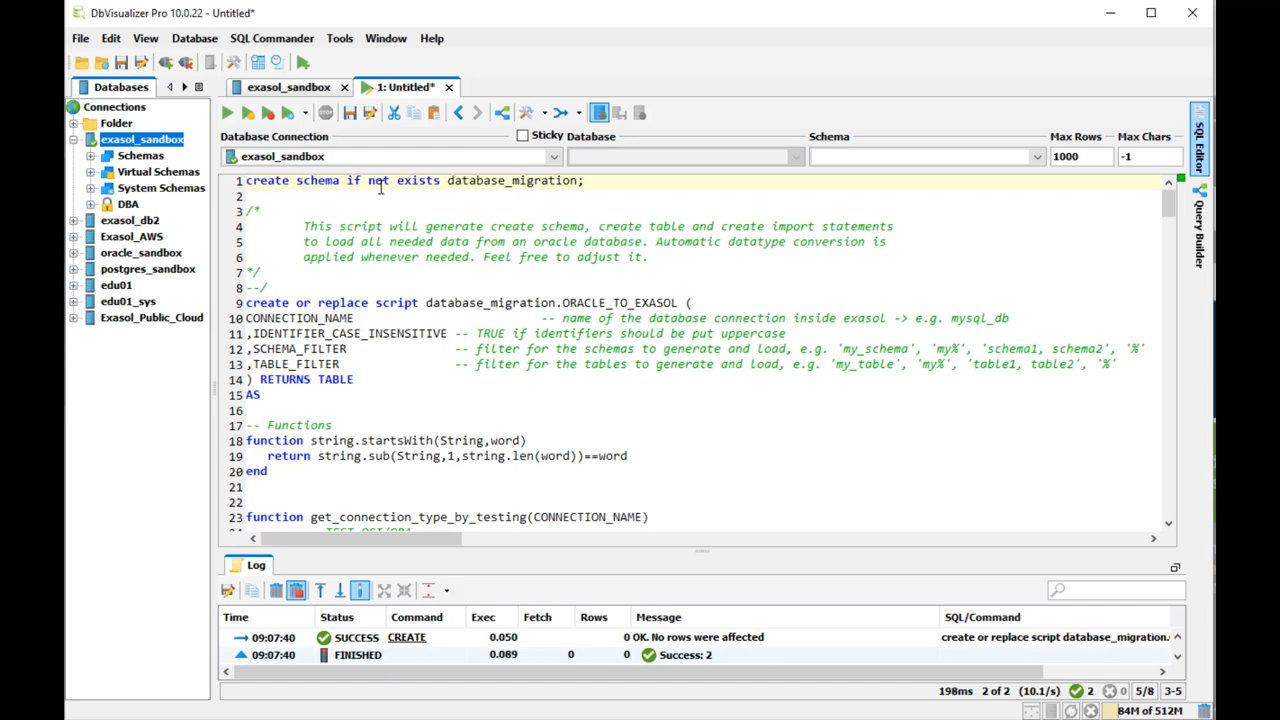 DbVisualizer Pro 10.0.22 - Untitled*
File Edit View Database SQL Commander Tools Window Help
Databases
exasol_sandbox
1: Untitled*
Connections
Folder
exasol_sandbox
Schemas
Virtual Schemas
System Schemas
DBA
exasol_db2
Exasol_AWS
oracle_sandbox
postgres_sandbox
edu01
edu01_sys
Exasol_Public_Cloud
Database Connection Sticky Database Schema Max Rows Max Chars
exasol_sandbox 1000 -1
1 create schema if not exists database_migration;
2
3 /*
4 This script will generate create schema, create table and create import statements
5 to load all needed data from an oracle database. Automatic datatype conversion is
6 applied whenever needed. Feel free to adjust it.
7 */
8 --/
9 create or replace script database_migration.ORACLE_TO_EXASOL (
10 CONNECTION_NAME -- name of the database connection inside exasol -> e.g. mysql_db
11 ,IDENTIFIER_CASE_INSENSITIVE -- TRUE if identifiers should be put uppercase
12 ,SCHEMA_FILTER -- filter for the schemas to generate and load, e.g. 'my_schema', 'my%', 'schema1, schema2', '%'
13 ,TABLE_FILTER -- filter for the tables to generate and load, e.g. 'my_table', 'my%', 'table1, table2', '%'
14 ) RETURNS TABLE
15 AS
16
17 -- Functions
18 function string.startsWith(String,word)
19 return string.sub(String,1,string.len(word))==word
20 end
21
22
23 function get_connection_type_by_testing(CONNECTION_NAME)
SQL Editor
Query Builder
Log
Time Status Command Exec Fetch Rows Message SQL/Command
09:07:40 SUCCESS CREATE 0.050 0 OK. No rows were affected create or replace script database_migration.
09:07:40 FINISHED 0.089 0 0 Success: 2
198ms 2 of 2 (10.1/s) 2 0 5/8 3-5
84M of 512M